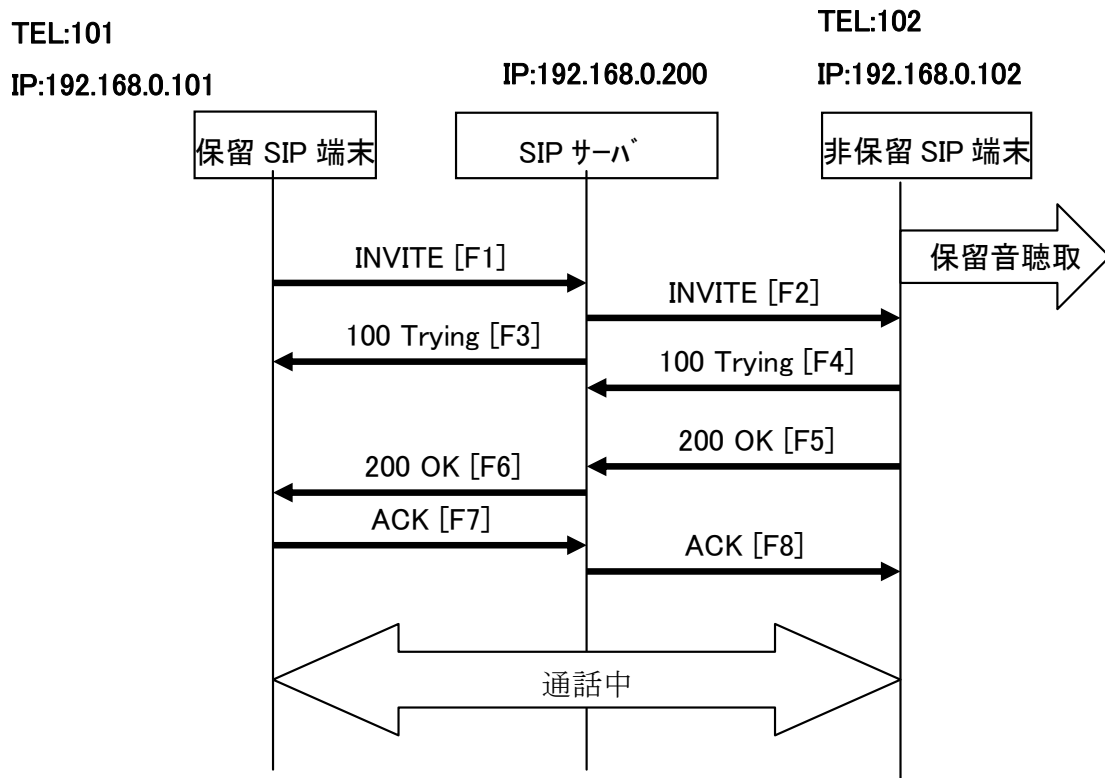 TEL:101
IP:192.168.0.101
IP:192.168.0.200
TEL:102
IP:192.168.0.102
保留 SIP 端末
SIP ｻｰﾊﾞ
非保留 SIP 端末
保留音聴取
INVITE [F1]
INVITE [F2]
100 Trying [F3]
100 Trying [F4]
200 OK [F5]
200 OK [F6]
ACK [F7]
ACK [F8]
通話中